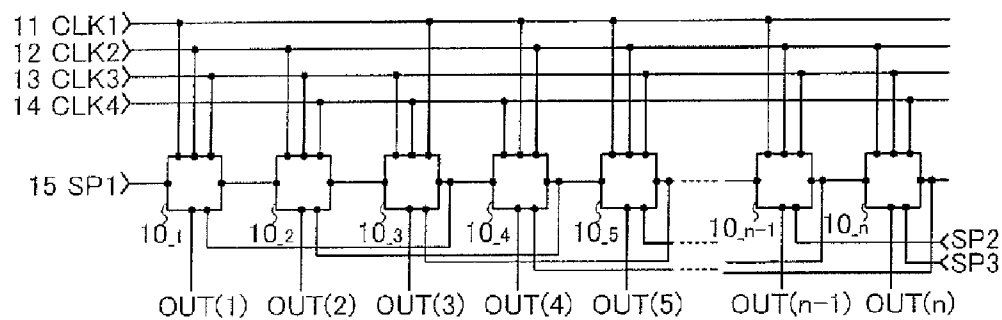 11 CLK1
12 CLK2
13 CLK3
14 CLK4
15 SP1
10_1 10_2 10_3 10_4 10_5 10_n-1 10_n
SP2
SP3
OUT(1) OUT(2) OUT(3) OUT(4) OUT(5) OUT(n-1) OUT(n)